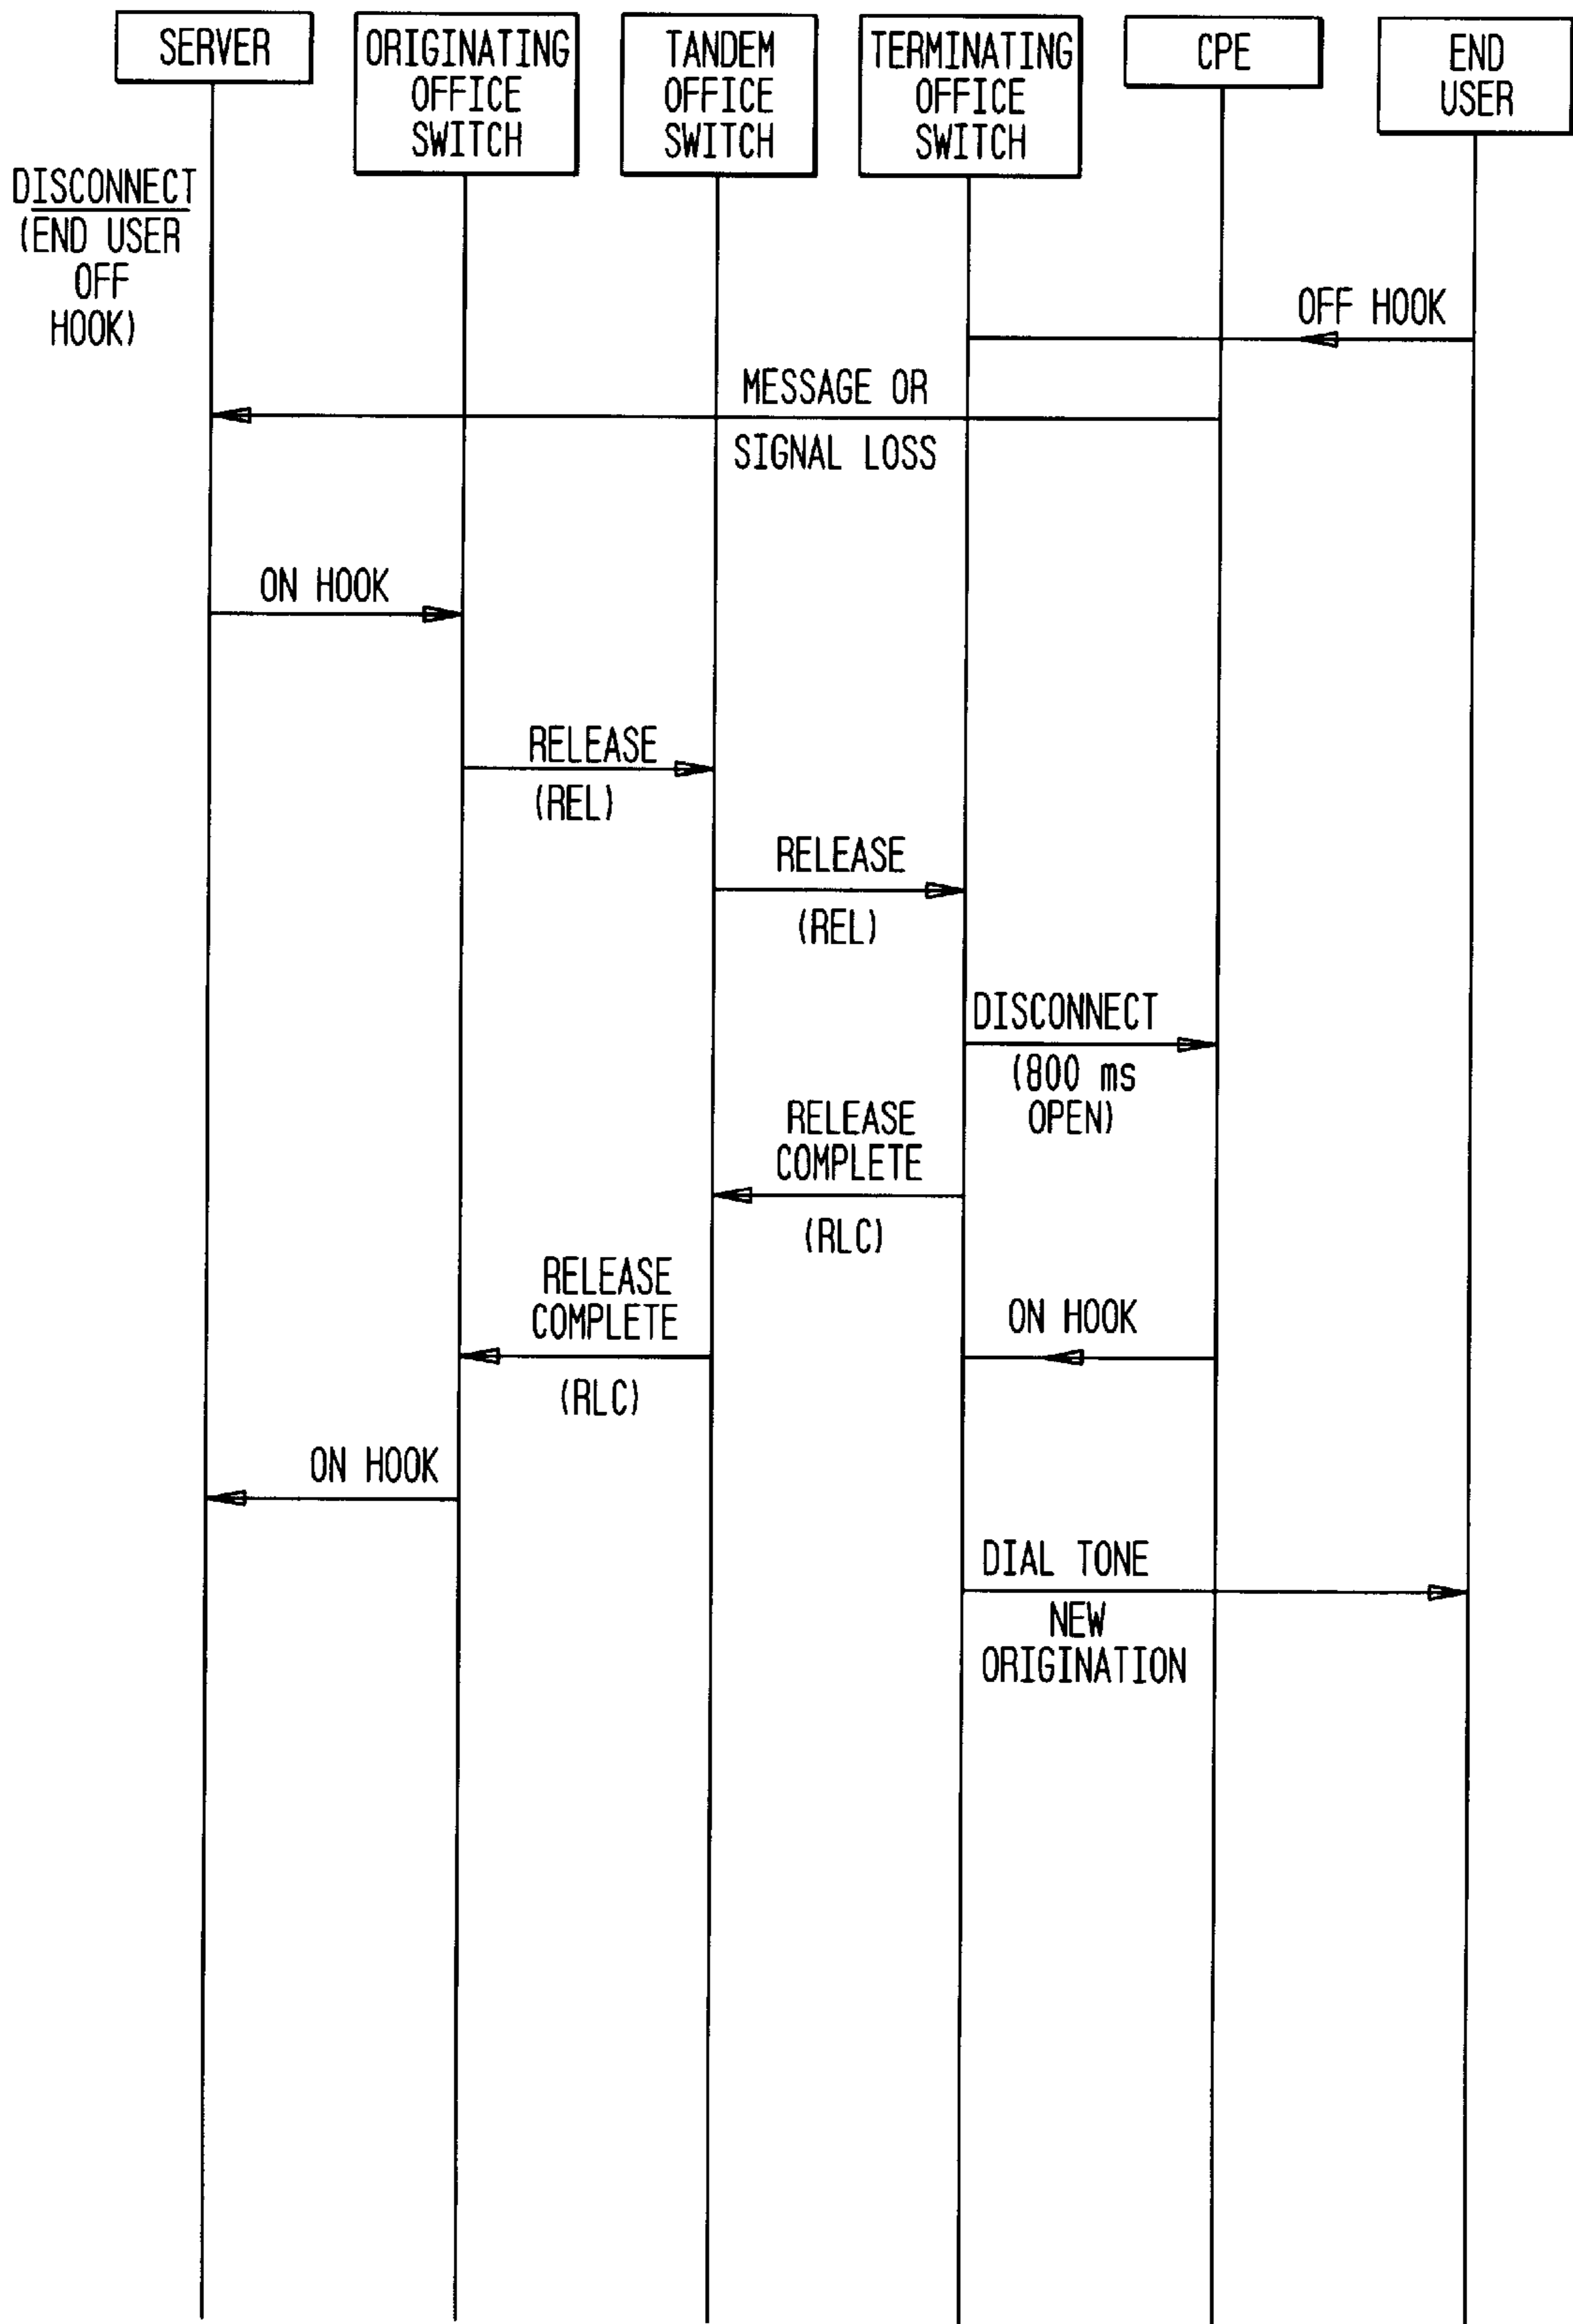 SERVER
ORIGINATING
OFFICE
SWITCH
TANDEM
OFFICE
SWITCH
TERMINATING
OFFICE
SWITCH
CPE
END
USER
DISCONNECT
(END USER
OFF
HOOK)
OFF HOOK
MESSAGE OR
SIGNAL LOSS
ON HOOK
RELEASE
(REL)
RELEASE
(REL)
DISCONNECT
(800 ms
OPEN)
RELEASE
COMPLETE
(RLC)
RELEASE
COMPLETE
(RLC)
ON HOOK
ON HOOK
DIAL TONE
NEW
ORIGINATION